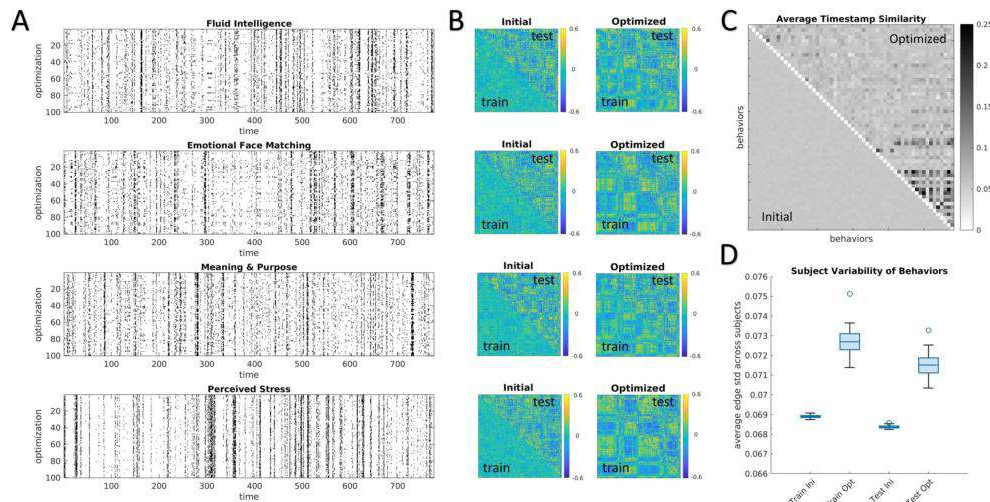 A
Fluid Intelligence
optimization
20
40
60
80
100
100 200 300 400 500 600 700
time
Emotional Face Matching
optimization
20
40
60
80
100
100 200 300 400 500 600 700
time
Meaning & Purpose
optimization
20
40
60
80
100
100 200 300 400 500 600 700
time
Perceived Stress
optimization
20
40
60
80
100
100 200 300 400 500 600 700
time
B
Initial Optimized
test test
train train
0.6 0.6
0 0
-0.6 -0.6
Initial Optimized
test test
train train
0.6 0.6
0 0
-0.6 -0.6
Initial Optimized
test test
train train
0.6 0.6
0 0
-0.6 -0.6
Initial Optimized
test test
train train
0.6 0.6
0 0
-0.6 -0.6
C
Average Timestamp Similarity
Optimized
Initial
behaviors
behaviors
0.25
0.2
0.15
0.1
0.05
0
D
Subject Variability of Behaviors
average edge std across subjects
0.076
0.075
0.074
0.073
0.072
0.071
0.07
0.069
0.068
0.067
0.066
Train Ini
Train Opt
Test Ini
Test Opt